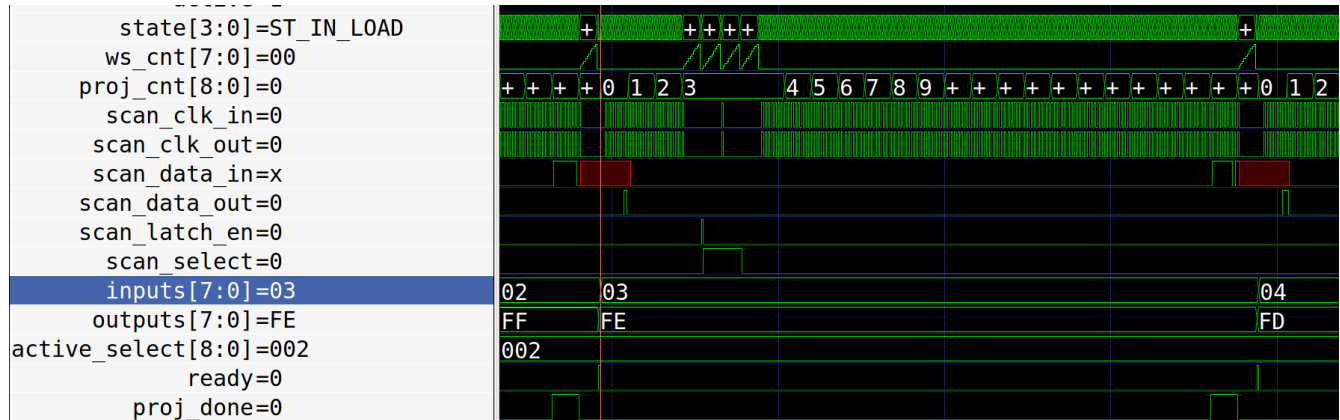 state[3:0]=ST_IN_LOAD + + + + + +
ws_cnt[7:0]=00
proj_cnt[8:0]=0 + + + + 0 1 2 3 4 5 6 7 8 9 + + + + + + + + + + + + 0 1 2
scan_clk_in=0
scan_clk_out=0
scan_data_in=x
scan_data_out=0
scan_latch_en=0
scan_select=0
inputs[7:0]=03 02 03 04
outputs[7:0]=FE FF FE FD
active_select[8:0]=002 002
ready=0
proj_done=0